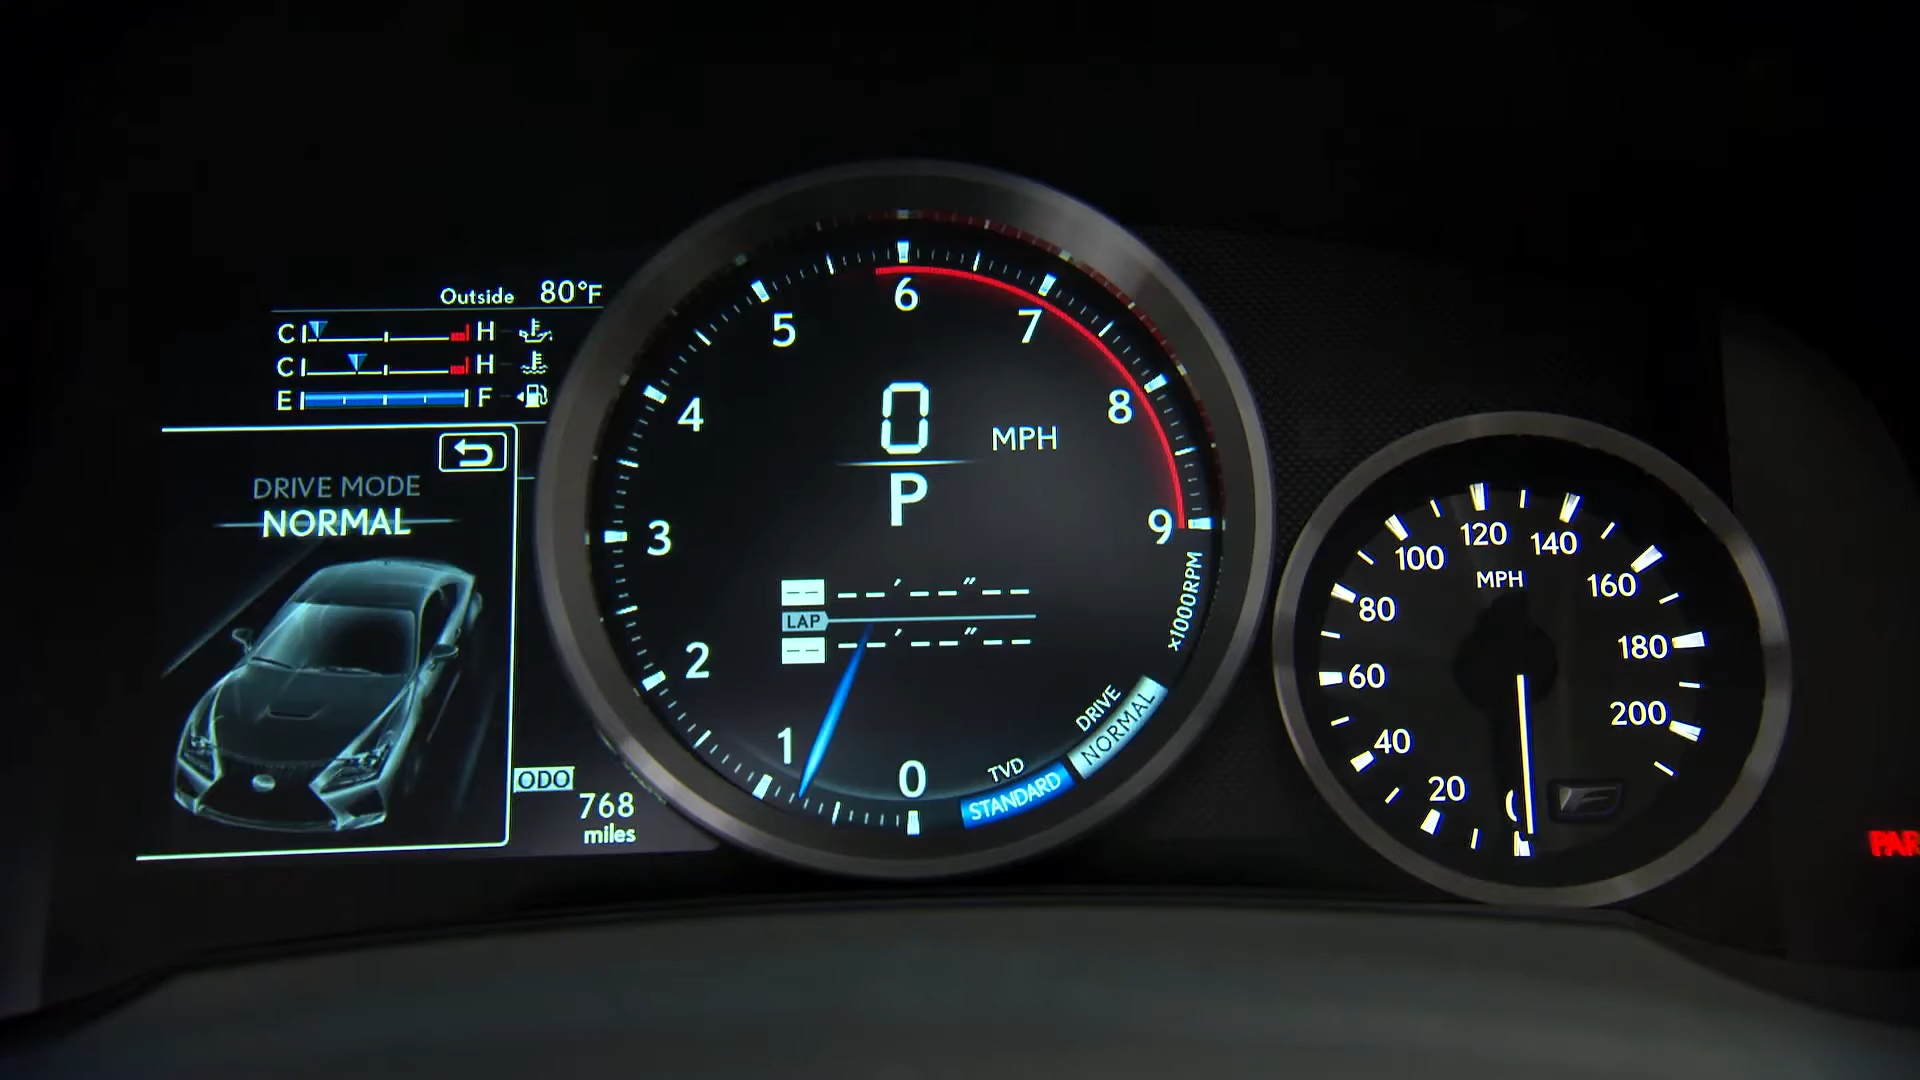 Outside 80°F
C H
C H
E F
DRIVE MODE
NORMAL
ODO
768
miles
0
1
2
3
4
5
6
7
8
9
x1000RPM
0 MPH
P
-- --'--"--
LAP
-- --'--"--
TVD
STANDARD
DRIVE
NORMAL
20
40
60
80
100
120
140
160
180
200
MPH
F